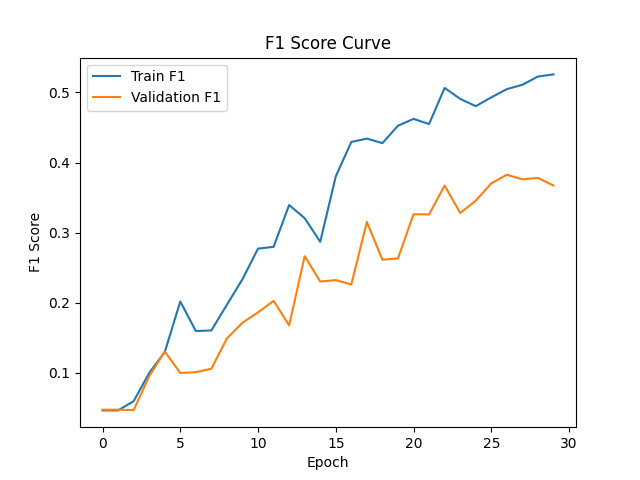 F1 Score Curve
Train F1
Validation F1
F1 Score
0.5
0.4
0.3
0.2
0.1
0 5 10 15 20 25 30
Epoch